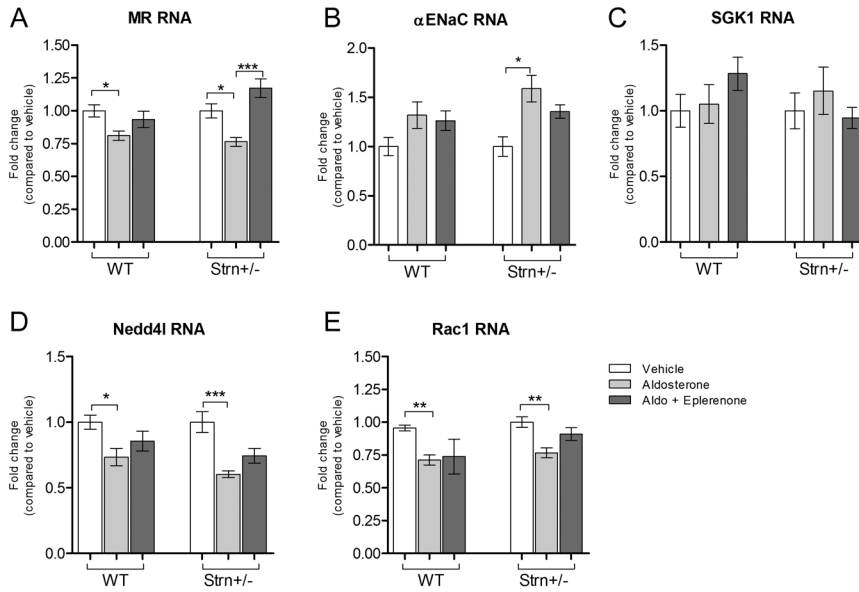 A
MR RNA
Fold change
(compared to vehicle)
1.50
1.25
1.00
0.75
0.50
0.25
0.00
*
*
***
WT
Strn+/-
B
αENaC RNA
Fold change
(compared to vehicle)
2.0
1.5
1.0
0.5
0.0
*
WT
Strn+/-
C
SGK1 RNA
Fold change
(compared to vehicle)
1.5
1.0
0.5
0.0
WT
Strn+/-
D
Nedd4l RNA
Fold change
(compared to vehicle)
1.5
1.0
0.5
0.0
*
***
WT
Strn+/-
E
Rac1 RNA
Fold change
(compared to vehicle)
1.50
1.25
1.00
0.75
0.50
0.25
0.00
**
**
WT
Strn+/-
Vehicle
Aldosterone
Aldo + Eplerenone